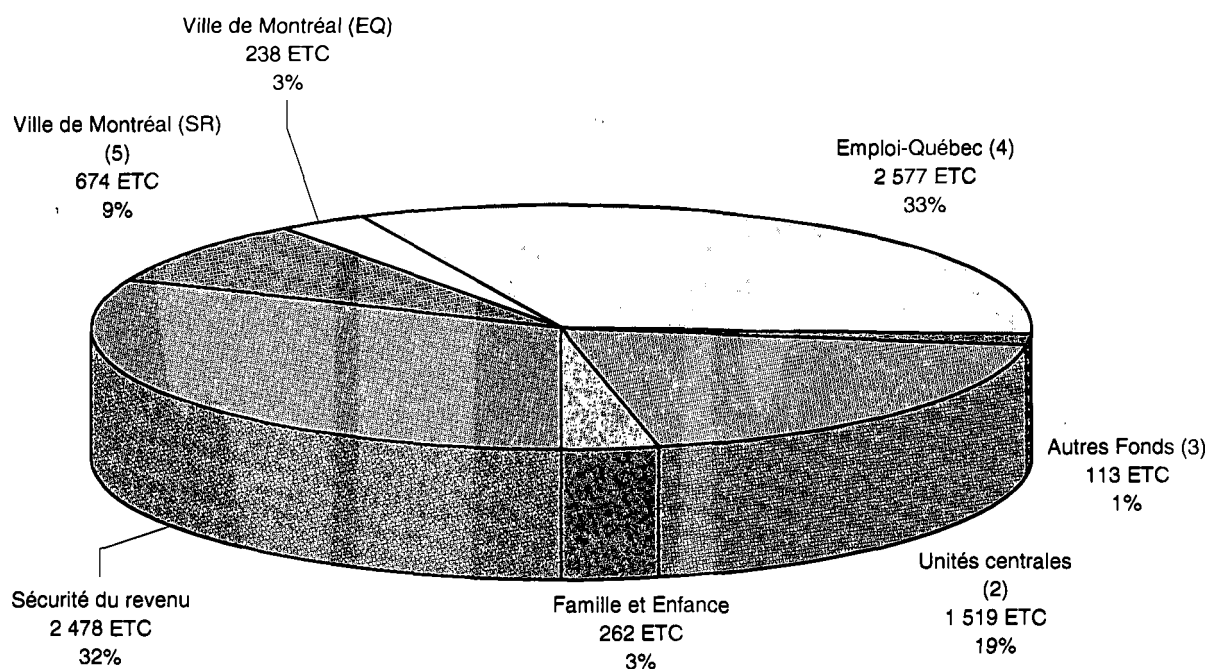 Ville de Montréal (EQ)
238 ETC
3%
Ville de Montréal (SR)
(5)
674 ETC
9%
Emploi-Québec (4)
2 577 ETC
33%
Autres Fonds (3)
113 ETC
1%
Unités centrales
(2)
1 519 ETC
19%
Famille et Enfance
262 ETC
3%
Sécurité du revenu
2 478 ETC
32%